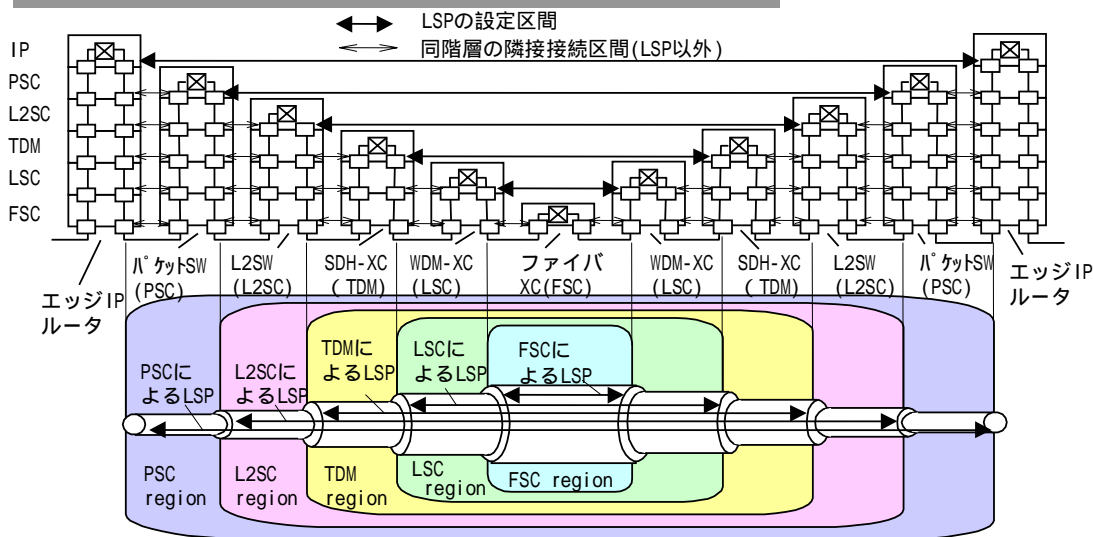 LSPの設定区間
同階層の隣接接続区間(LSP以外)
IP
PSC
L2SC
TDM
LSC
FSC
エッジIP
ルータ
パケットSW
(PSC)
L2SW
(L2SC)
SDH-XC
(TDM)
WDM-XC
(LSC)
ファイバ
XC(FSC)
WDM-XC
(LSC)
SDH-XC
(TDM)
L2SW
(L2SC)
パケットSW
(PSC)
エッジIP
ルータ
PSCに
よるLSP
L2SCに
よるLSP
TDMに
よるLSP
LSCに
よるLSP
FSCに
よるLSP
PSC
region
L2SC
region
TDM
region
LSC
region
FSC region